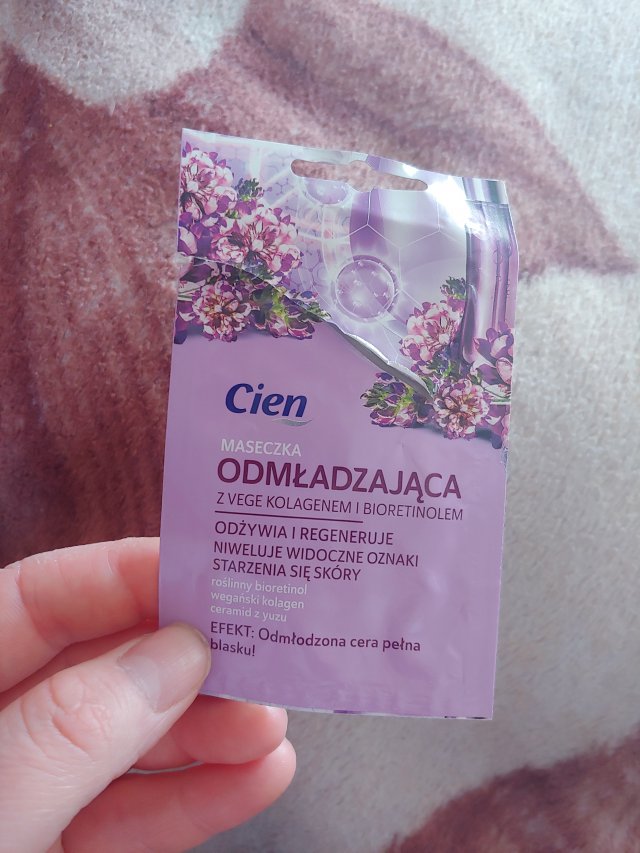 Cien
MASECZKA
ODMŁADZAJĄCA
Z VEGE KOLAGENEM I BIORETINOLEM
ODŻYWIA I REGENERUJE
NIWELUJE WIDOCZNE OZNAKI
STARZENIA SIĘ SKÓRY
roślinny bioretinol
wegański kolagen
ceramid z yuzu
EFEKT: Odmłodzona cera pełna
blasku!